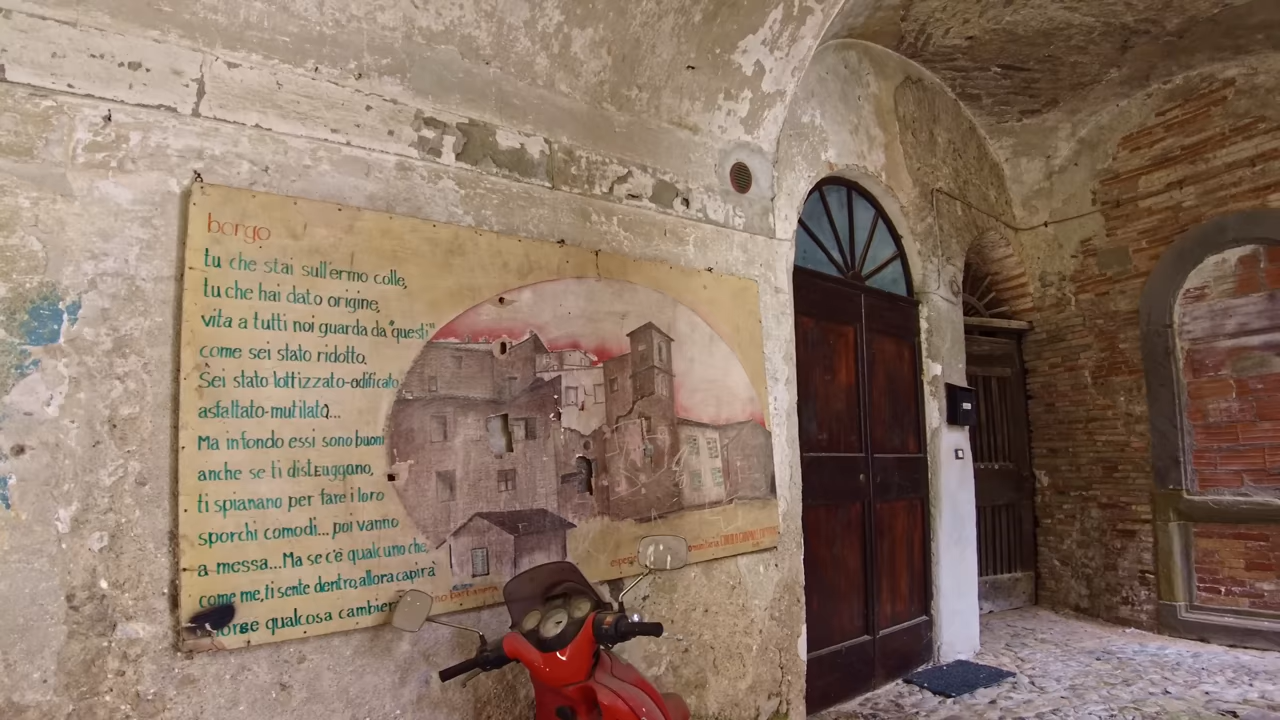 borgo
tu che stai sull'ermo colle,
tu che hai dato origine,
vita a tutti noi guarda da "questi"
come sei stato ridotto.
Sei stato lottizzato-edificato
asfaltato-mutilato...
Ma infondo essi sono buoni
anche se ti distEuggono,
ti spianano per fare i loro
sporchi comodi... poi vanno
a messa... Ma se c'è qualcuno che,
come me, ti sente dentro, allora capirà
forse qualcosa cambier